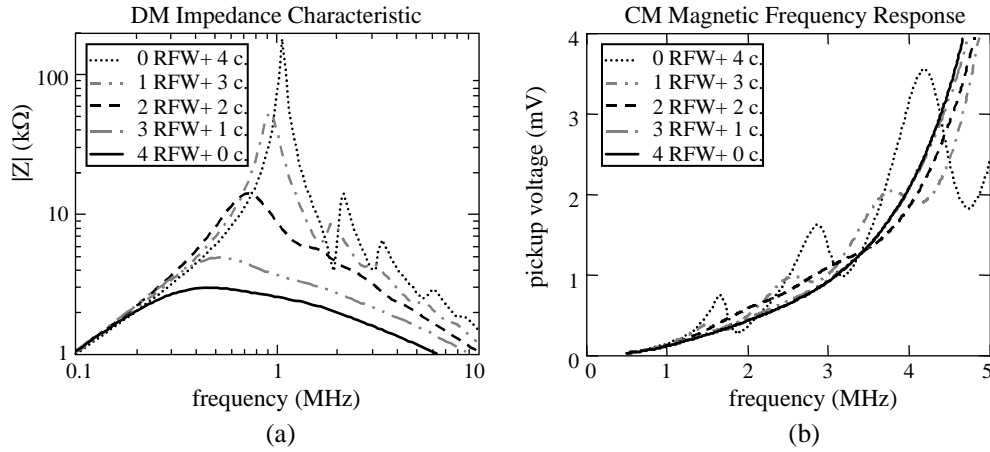 DM Impedance Characteristic
0 RFW+ 4 c.
1 RFW+ 3 c.
2 RFW+ 2 c.
3 RFW+ 1 c.
4 RFW+ 0 c.
|Z| (kΩ)
100
10
1
0.1
1
10
frequency (MHz)
(a)
CM Magnetic Frequency Response
0 RFW+ 4 c.
1 RFW+ 3 c.
2 RFW+ 2 c.
3 RFW+ 1 c.
4 RFW+ 0 c.
pickup voltage (mV)
4
3
2
1
0
0
1
2
3
4
5
frequency (MHz)
(b)